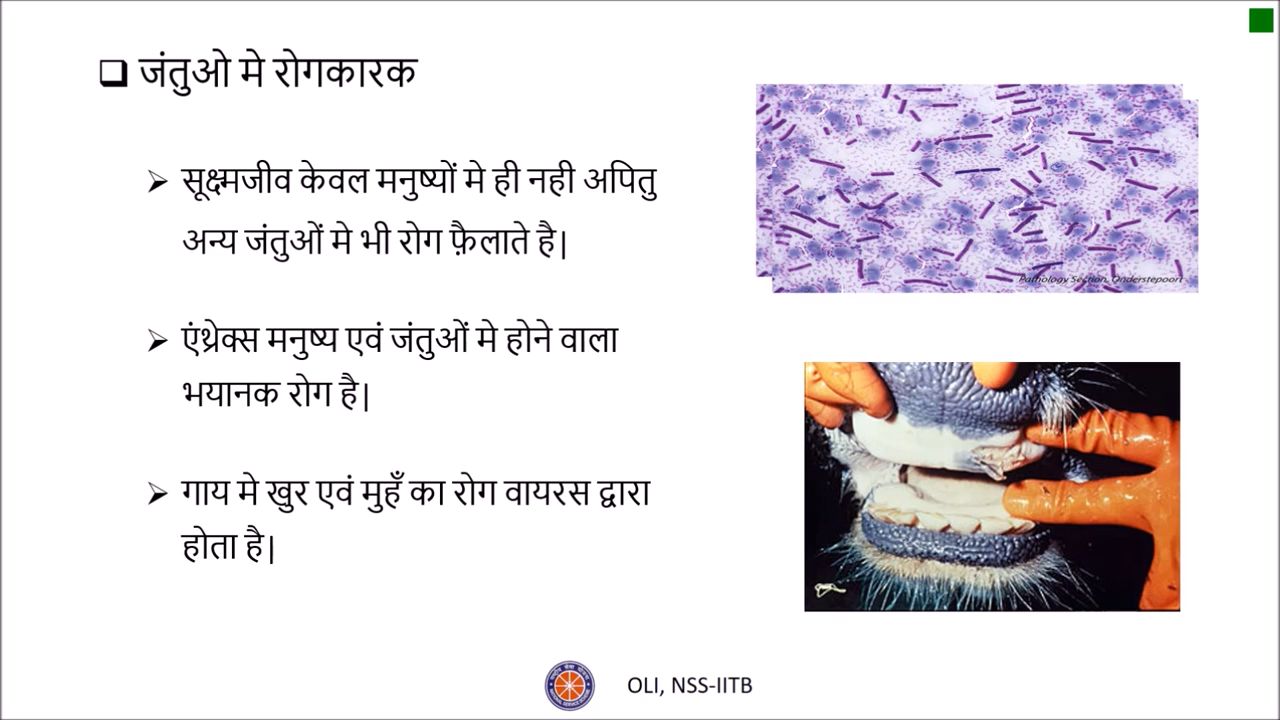 जंतुओ मे रोगकारक
सूक्ष्मजीव केवल मनुष्यों मे ही नही अपितु
अन्य जंतुओं मे भी रोग फ़ैलाते है।
एंथ्रेक्स मनुष्य एवं जंतुओं मे होने वाला
भयानक रोग है।
गाय मे खुर एवं मुहँ का रोग वायरस द्वारा
होता है।
Pathology Section, Onderstepoort
OLI, NSS-IITB